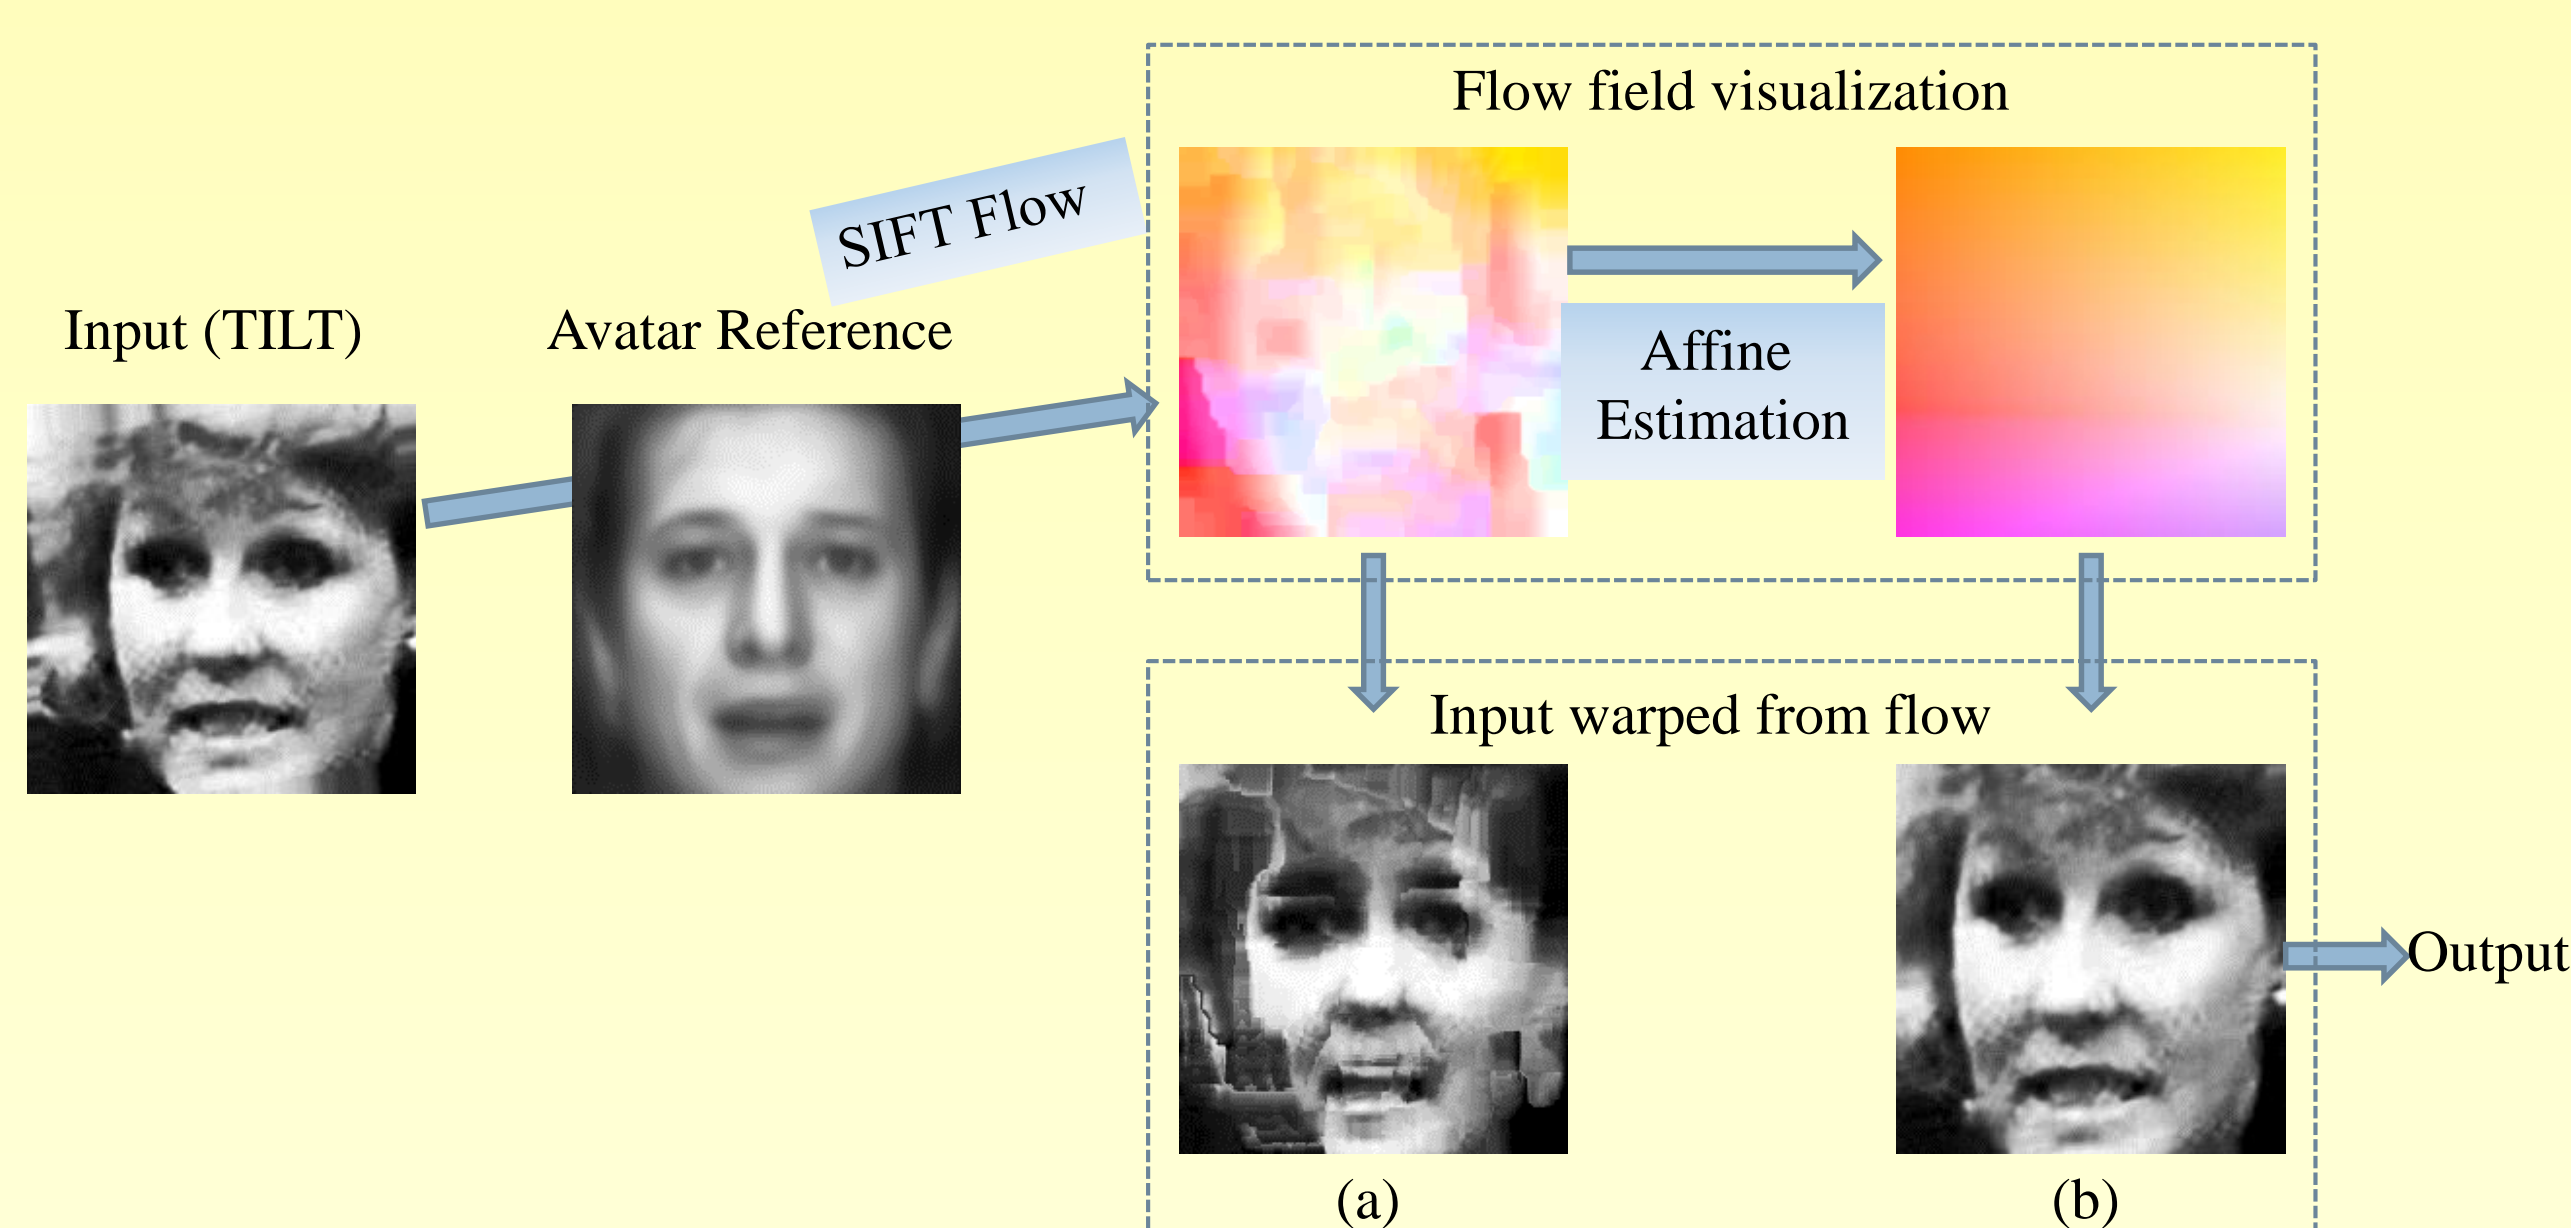 Flow field visualization
SIFT Flow
Input (TILT)
Avatar Reference
Affine
Estimation
Input warped from flow
Output
(a)
(b)